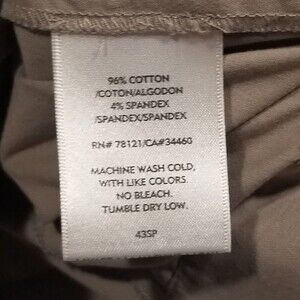 96% COTTON
/COTON/ALGODON
4% SPANDEX
/SPANDEX/SPANDEX
RN# 78121/CA#34460
MACHINE WASH COLD,
WITH LIKE COLORS.
NO BLEACH.
TUMBLE DRY LOW.
43SP